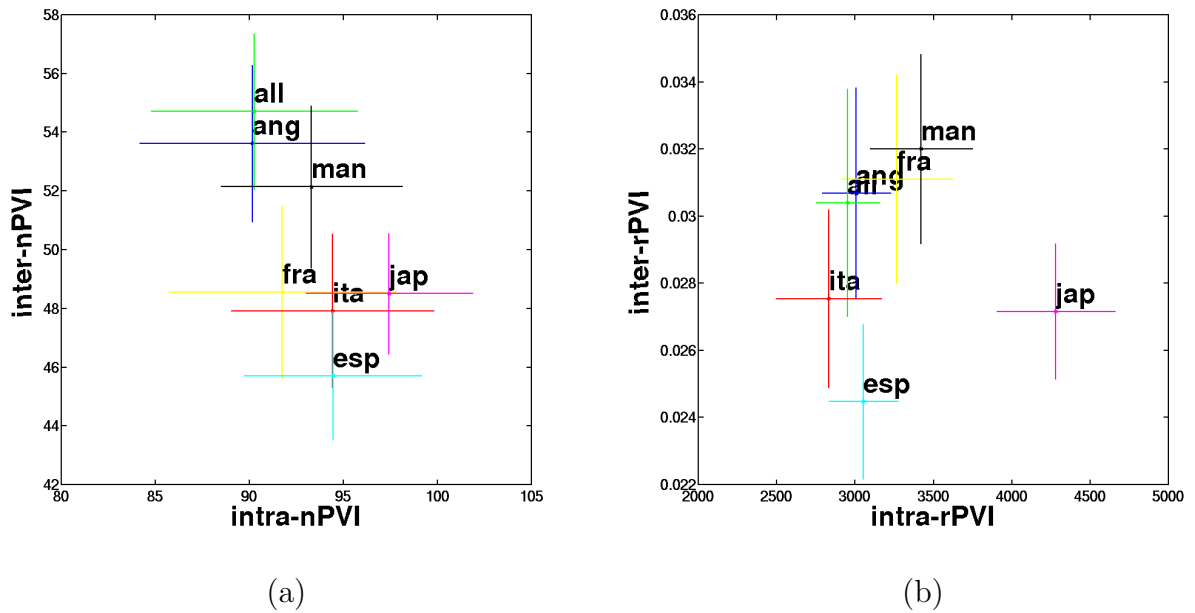 58
56
54
52
50
48
46
44
42
80
85
90
95
100
105
inter-nPVI
intra-nPVI
all
ang
man
fra
ita
jap
esp
(a)
0.036
0.034
0.032
0.03
0.028
0.026
0.024
0.022
2000
2500
3000
3500
4000
4500
5000
inter-rPVI
intra-rPVI
man
fra
ang
all
ita
jap
esp
(b)